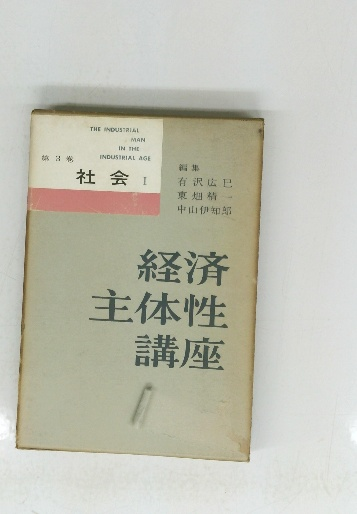 THE INDUSTRIAL
MAN
IN THE
INDUSTRIAL AGE
第3巻
社会 I
編集
有沢広巳
東畑精一
中山伊知郎
経済
主体性
講座